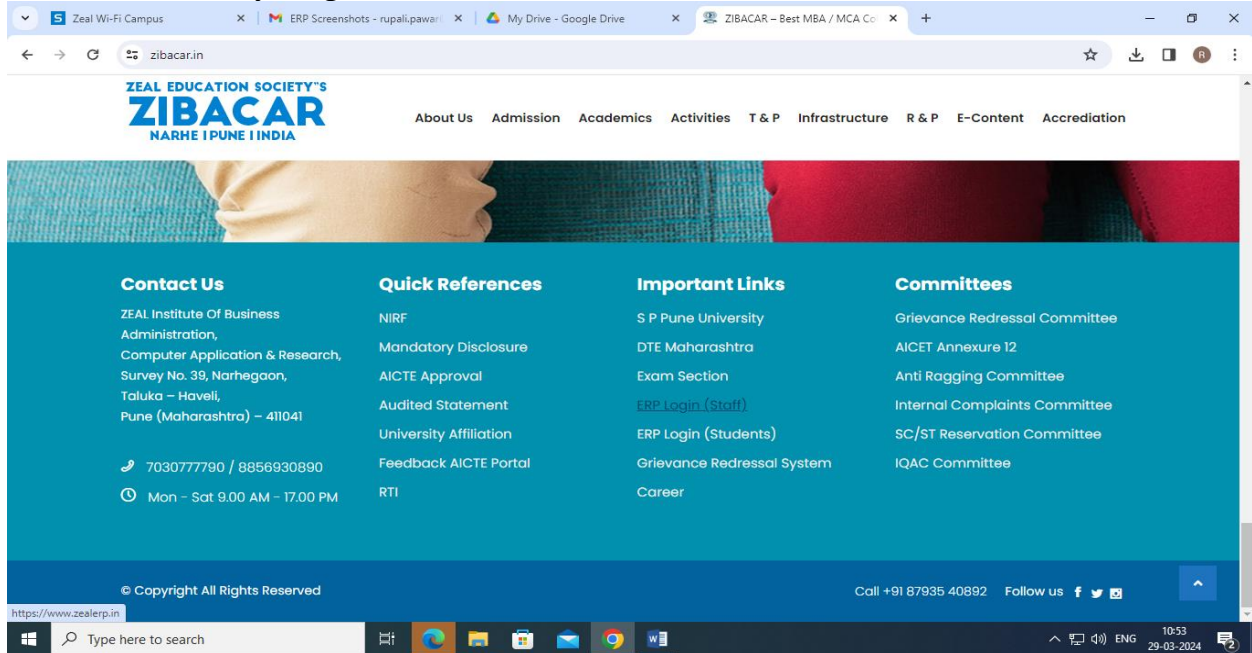 Zeal Wi-Fi Campus
ERP Screenshots - rupali.pawar
My Drive - Google Drive
ZIBACAR – Best MBA / MCA Co
zibacar.in
R
ZEAL EDUCATION SOCIETY"S
ZIBACAR
NARHE I PUNE I INDIA
About Us Admission Academics Activities T & P Infrastructure R & P E-Content Accrediation
Contact Us
ZEAL Institute Of Business
Administration,
Computer Application & Research,
Survey No. 39, Narhegaon,
Taluka – Haveli,
Pune (Maharashtra) – 411041
7030777790 / 8856930890
Mon - Sat 9.00 AM - 17.00 PM
Quick References
NIRF
Mandatory Disclosure
AICTE Approval
Audited Statement
University Affiliation
Feedback AICTE Portal
RTI
Important Links
S P Pune University
DTE Maharashtra
Exam Section
ERP Login (Staff)
ERP Login (Students)
Grievance Redressal System
Career
Committees
Grievance Redressal Committee
AICET Annexure 12
Anti Ragging Committee
Internal Complaints Committee
SC/ST Reservation Committee
IQAC Committee
© Copyright All Rights Reserved
Call +91 87935 40892 Follow us
https://www.zealerp.in
Type here to search
ENG
10:53
29-03-2024
2